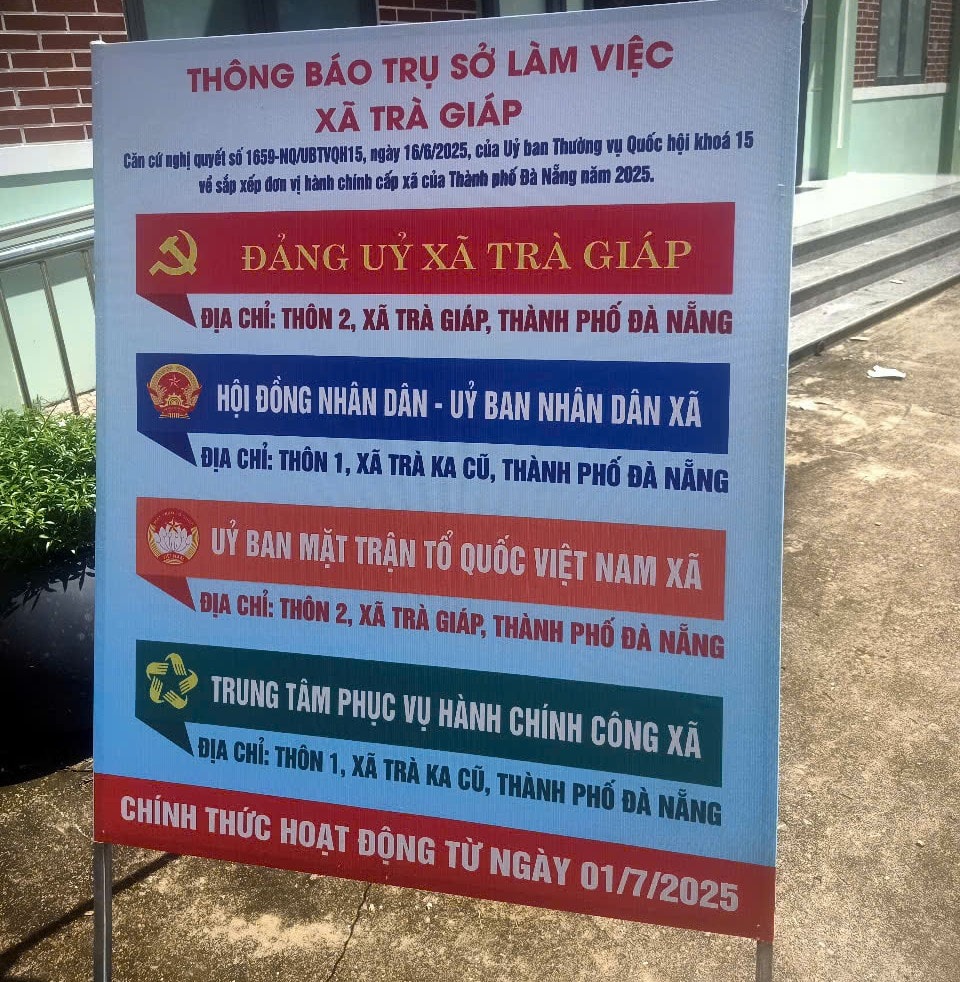 THÔNG BÁO TRỤ SỞ LÀM VIỆC
XÃ TRÀ GIÁP
Căn cứ nghị quyết số 1659-NQ/UBTVQH15, ngày 16/6/2025, của Uỷ ban Thường vụ Quốc hội khoá 15
về sắp xếp đơn vị hành chính cấp xã của Thành phố Đà Nẵng năm 2025.
ĐẢNG UỶ XÃ TRÀ GIÁP
ĐỊA CHỈ: THÔN 2, XÃ TRÀ GIÁP, THÀNH PHỐ ĐÀ NẴNG
HỘI ĐỒNG NHÂN DÂN - UỶ BAN NHÂN DÂN XÃ
ĐỊA CHỈ: THÔN 1, XÃ TRÀ KA CŨ, THÀNH PHỐ ĐÀ NẴNG
UỶ BAN MẶT TRẬN TỔ QUỐC VIỆT NAM XÃ
ĐỊA CHỈ: THÔN 2, XÃ TRÀ GIÁP, THÀNH PHỐ ĐÀ NẴNG
TRUNG TÂM PHỤC VỤ HÀNH CHÍNH CÔNG XÃ
ĐỊA CHỈ: THÔN 1, XÃ TRÀ KA CŨ, THÀNH PHỐ ĐÀ NẴNG
CHÍNH THỨC HOẠT ĐỘNG TỪ NGÀY 01/7/2025